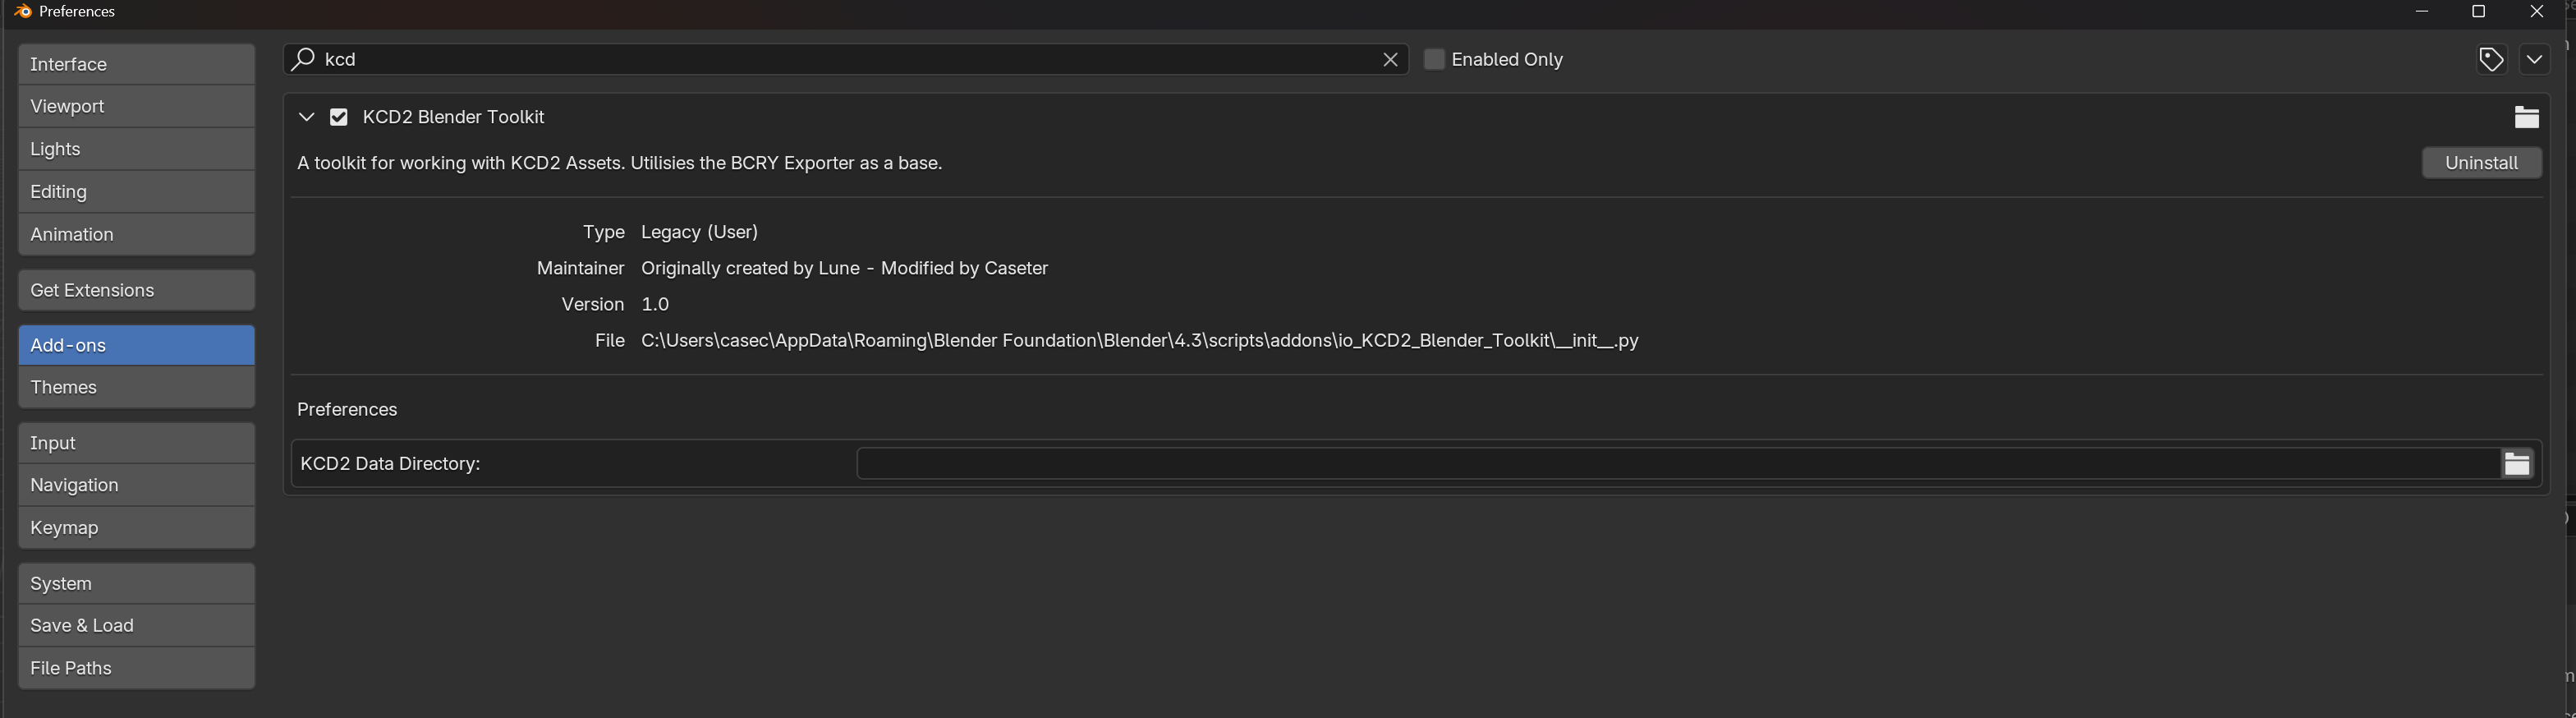 Preferences
Interface
Viewport
Lights
Editing
Animation
Get Extensions
Add-ons
Themes
Input
Navigation
Keymap
System
Save & Load
File Paths
kcd
Enabled Only
KCD2 Blender Toolkit
A toolkit for working with KCD2 Assets. Utilisies the BCRY Exporter as a base.
Uninstall
Type Legacy (User)
Maintainer Originally created by Lune - Modified by Caseter
Version 1.0
File C:\Users\casec\AppData\Roaming\Blender Foundation\Blender\4.3\scripts\addons\io_KCD2_Blender_Toolkit\__init__.py
Preferences
KCD2 Data Directory: